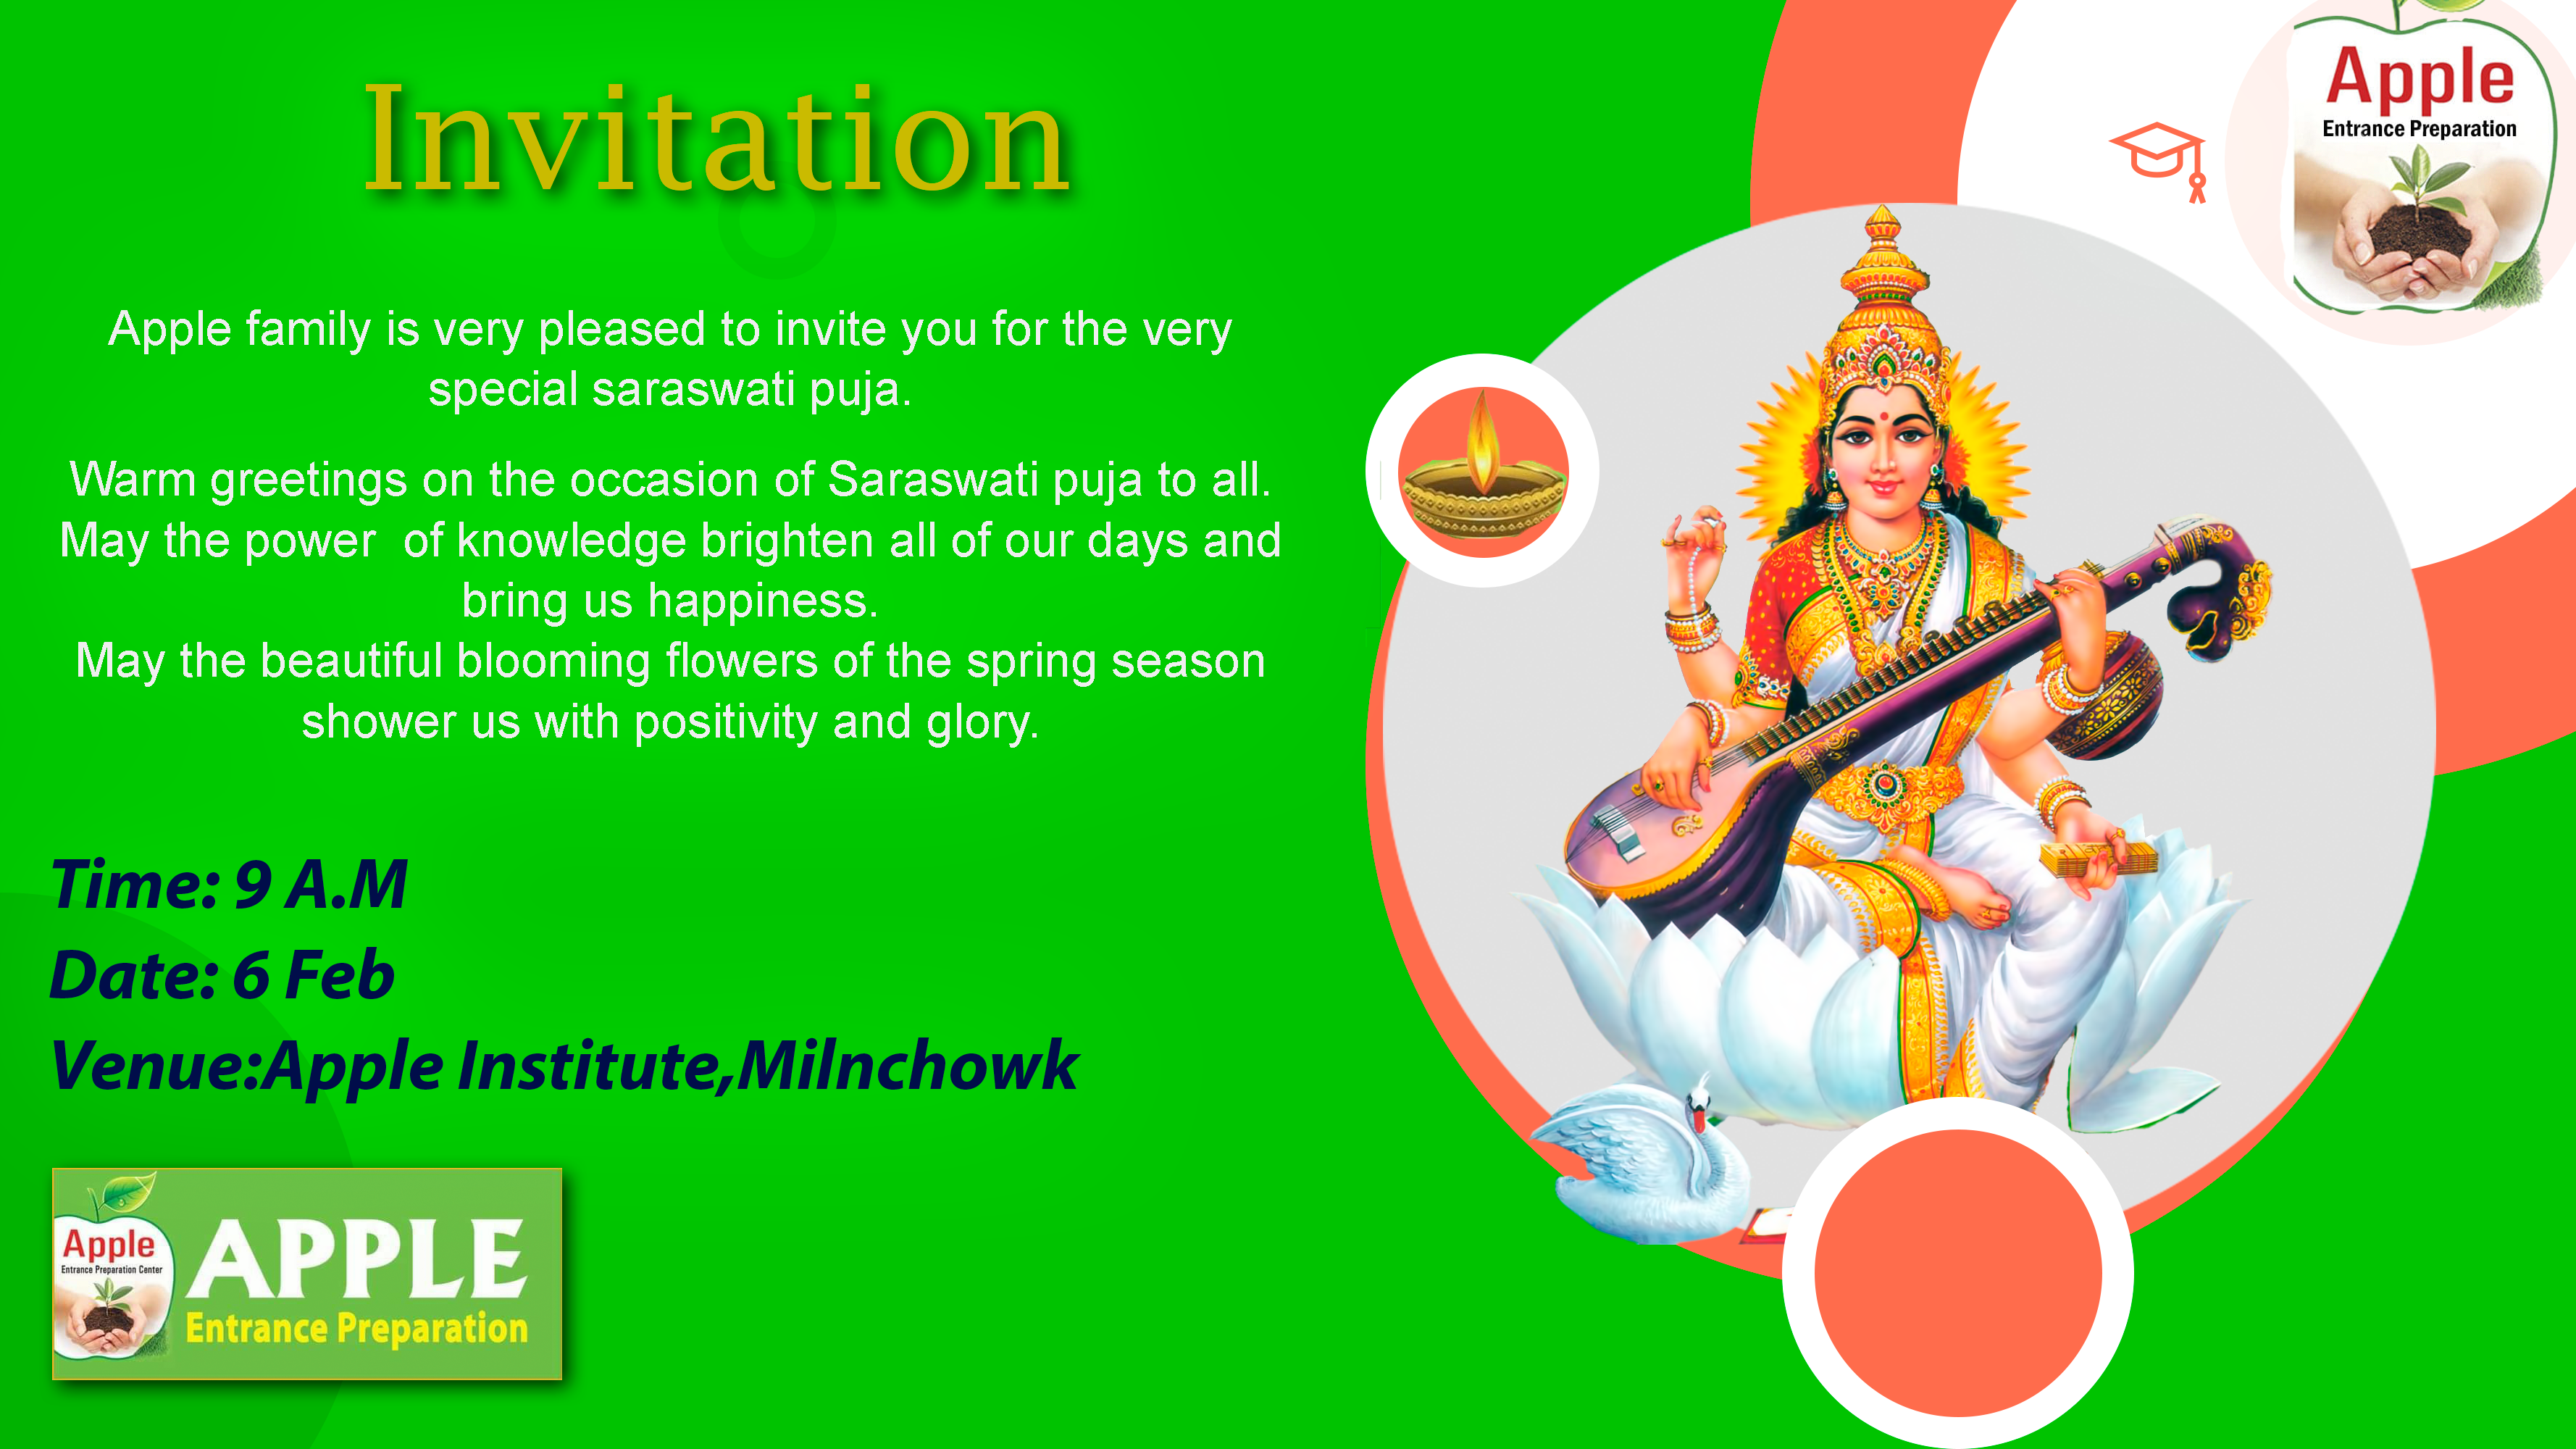 Invitation
Apple
Entrance Preparation
Apple family is very pleased to invite you for the very
special saraswati puja.
Warm greetings on the occasion of Saraswati puja to all.
May the power  of knowledge brighten all of our days and
bring us happiness.
May the beautiful blooming flowers of the spring season
shower us with positivity and glory.
Time: 9 A.M
Date: 6 Feb
Venue:Apple Institute,Milnchowk
Apple
Entrance Preparation Center
APPLE
Entrance Preparation